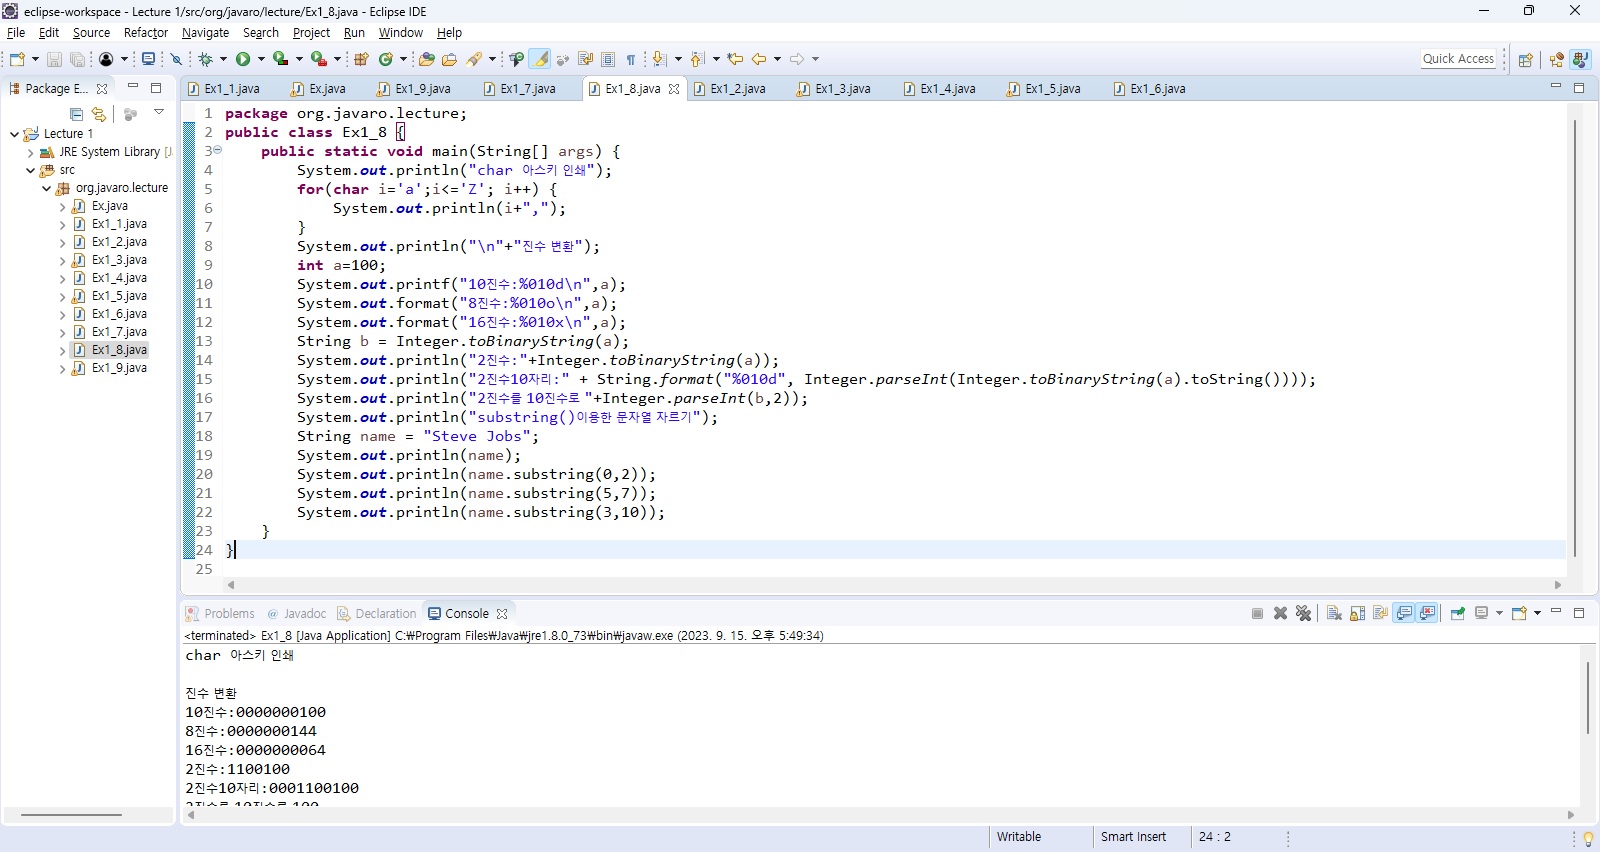 eclipse-workspace - Lecture 1/src/org/javaro/lecture/Ex1_8.java - Eclipse IDE
File Edit Source Refactor Navigate Search Project Run Window Help
Quick Access
Package E...
Ex1_1.java Ex.java Ex1_9.java Ex1_7.java Ex1_8.java Ex1_2.java Ex1_3.java Ex1_4.java Ex1_5.java Ex1_6.java
Lecture 1
JRE System Library [J
src
org.javaro.lecture
Ex.java
Ex1_1.java
Ex1_2.java
Ex1_3.java
Ex1_4.java
Ex1_5.java
Ex1_6.java
Ex1_7.java
Ex1_8.java
Ex1_9.java
1 package org.javaro.lecture;
2 public class Ex1_8 {
3 public static void main(String[] args) {
4 System.out.println("char 아스키 인쇄");
5 for(char i='a';i<='Z'; i++) {
6 System.out.println(i+",");
7 }
8 System.out.println("\n"+"진수 변환");
9 int a=100;
10 System.out.printf("10진수:%010d\n",a);
11 System.out.format("8진수:%010o\n",a);
12 System.out.format("16진수:%010x\n",a);
13 String b = Integer.toBinaryString(a);
14 System.out.println("2진수:"+Integer.toBinaryString(a));
15 System.out.println("2진수10자리:" + String.format("%010d", Integer.parseInt(Integer.toBinaryString(a).toString())));
16 System.out.println("2진수를 10진수로 "+Integer.parseInt(b,2));
17 System.out.println("substring()이용한 문자열 자르기");
18 String name = "Steve Jobs";
19 System.out.println(name);
20 System.out.println(name.substring(0,2));
21 System.out.println(name.substring(5,7));
22 System.out.println(name.substring(3,10));
23 }
24 }
25
Problems @ Javadoc Declaration Console
<terminated> Ex1_8 [Java Application] C:₩Program Files₩Java₩jre1.8.0_73₩bin₩javaw.exe (2023. 9. 15. 오후 5:49:34)
char 아스키 인쇄
진수 변환
10진수:0000000100
8진수:0000000144
16진수:0000000064
2진수:1100100
2진수10자리:0001100100
2진수를 10진수로 100
Writable Smart Insert 24 : 2